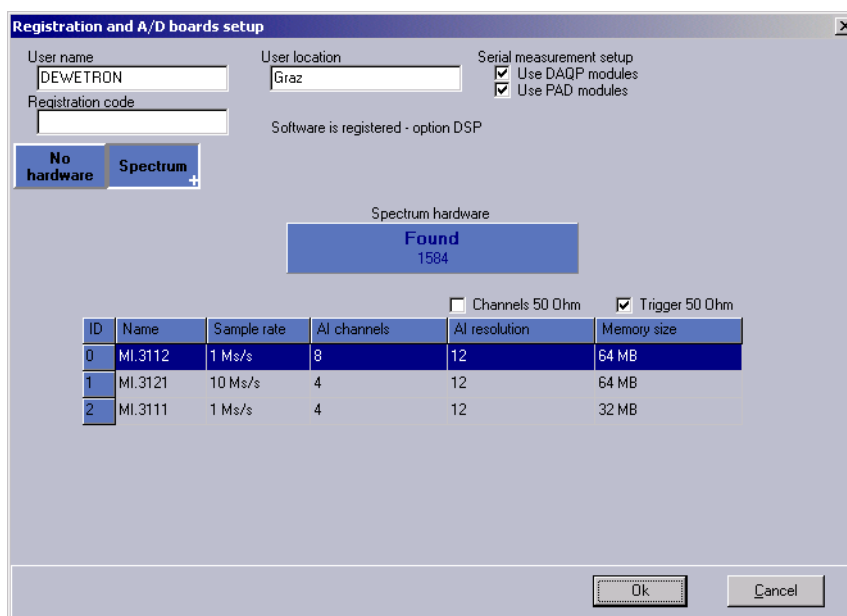 Registration and A/D boards setup
User name
User location
Serial measurement setup
DEWETRON
Graz
Use DAQP modules
Use PAD modules
Registration code
Software is registered - option DSP
No hardware
Spectrum
Spectrum hardware
Found
1584
Channels 50 Ohm
Trigger 50 Ohm
ID Name Sample rate AI channels AI resolution Memory size
0 MI.3112 1 Ms/s 8 12 64 MB
1 MI.3121 10 Ms/s 4 12 64 MB
2 MI.3111 1 Ms/s 4 12 32 MB
Ok
Cancel